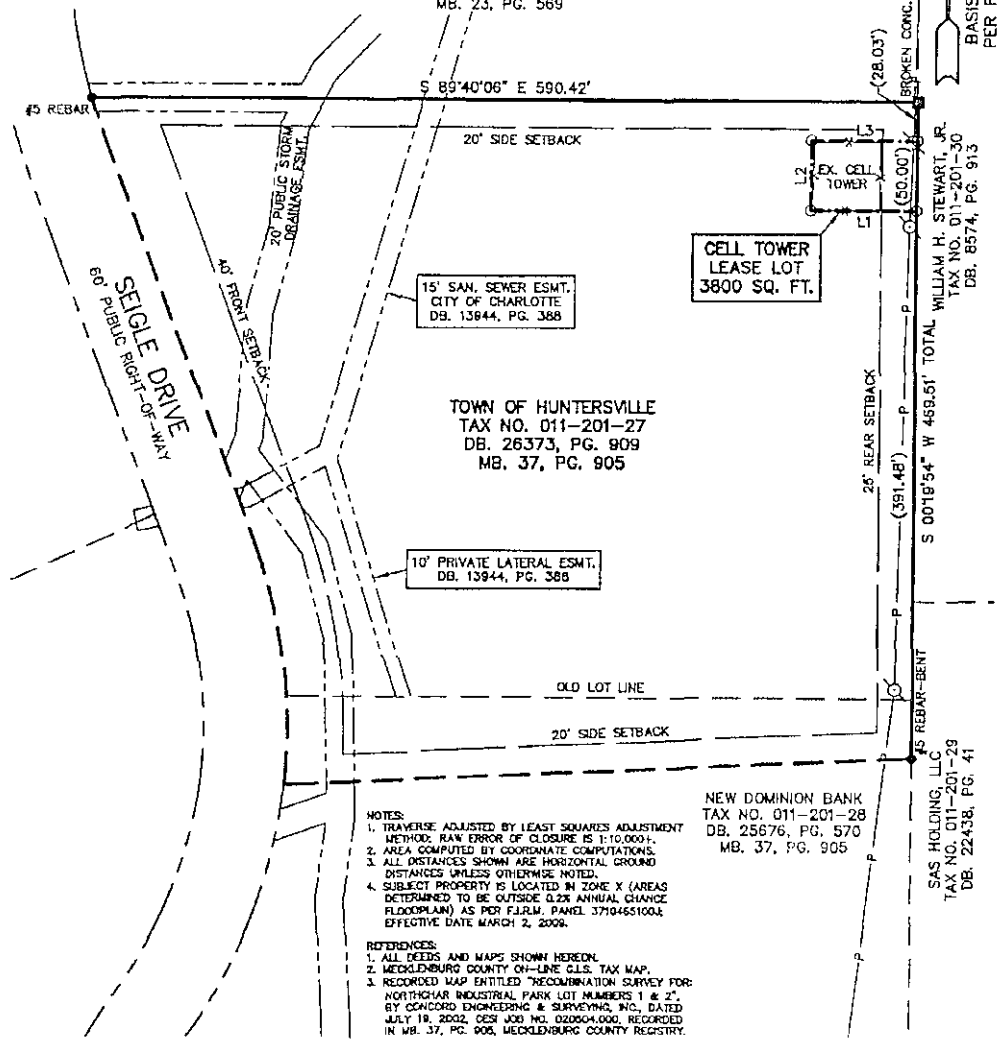 MB. 23, PG. 569
BASIS
PER
BROKEN CONC.
(28.03')
S 89°40'06" E 590.42'
#5 REBAR
20' SIDE SETBACK
L3
L2
EX. CELL
TOWER
L1
(50.00')
WILLIAM H. STEWART, JR.
TAX NO. 011-201-30
DB. 8574, PG. 913
20' PUBLIC STORM
DRAINAGE ESMT.
CELL TOWER
LEASE LOT
3800 SQ. FT.
40' FRONT SETBACK
15' SAN. SEWER ESMT.
CITY OF CHARLOTTE
DB. 13944, PG. 388
SEIGLE DRIVE
60' PUBLIC RIGHT-OF-WAY
P
TOWN OF HUNTERSVILLE
TAX NO. 011-201-27
DB. 26373, PG. 909
MB. 37, PG. 905
25' REAR SETBACK
P
(391.48')
S 00°19'54" W 469.51' TOTAL
10' PRIVATE LATERAL ESMT.
DB. 13944, PG. 388
P
OLD LOT LINE
#5 REBAR-BENT
20' SIDE SETBACK
NEW DOMINION BANK
TAX NO. 011-201-28
DB. 25676, PG. 570
MB. 37, PG. 905
SAS HOLDING, LLC
TAX NO. 011-201-29
DB. 22438, PG. 41
P
P
NOTES:
1. TRAVERSE ADJUSTED BY LEAST SQUARES ADJUSTMENT
METHOD; RAW ERROR OF CLOSURE IS 1:10,000+.
2. AREA COMPUTED BY COORDINATE COMPUTATIONS.
3. ALL DISTANCES SHOWN ARE HORIZONTAL GROUND
DISTANCES UNLESS OTHERWISE NOTED.
4. SUBJECT PROPERTY IS LOCATED IN ZONE X (AREAS
DETERMINED TO BE OUTSIDE 0.2% ANNUAL CHANCE
FLOODPLAIN) AS PER F.I.R.M. PANEL 3710465100J;
EFFECTIVE DATE MARCH 2, 2009.
REFERENCES:
1. ALL DEEDS AND MAPS SHOWN HEREON.
2. MECKLENBURG COUNTY ON-LINE G.I.S. TAX MAP.
3. RECORDED MAP ENTITLED "RECOMBINATION SURVEY FOR:
NORTHCHAR INDUSTRIAL PARK LOT NUMBERS 1 & 2",
BY CONCORD ENGINEERING & SURVEYING, INC., DATED
JULY 19, 2002, CESI JOB NO. 020504.000, RECORDED
IN MB. 37, PG. 905, MECKLENBURG COUNTY REGISTRY.